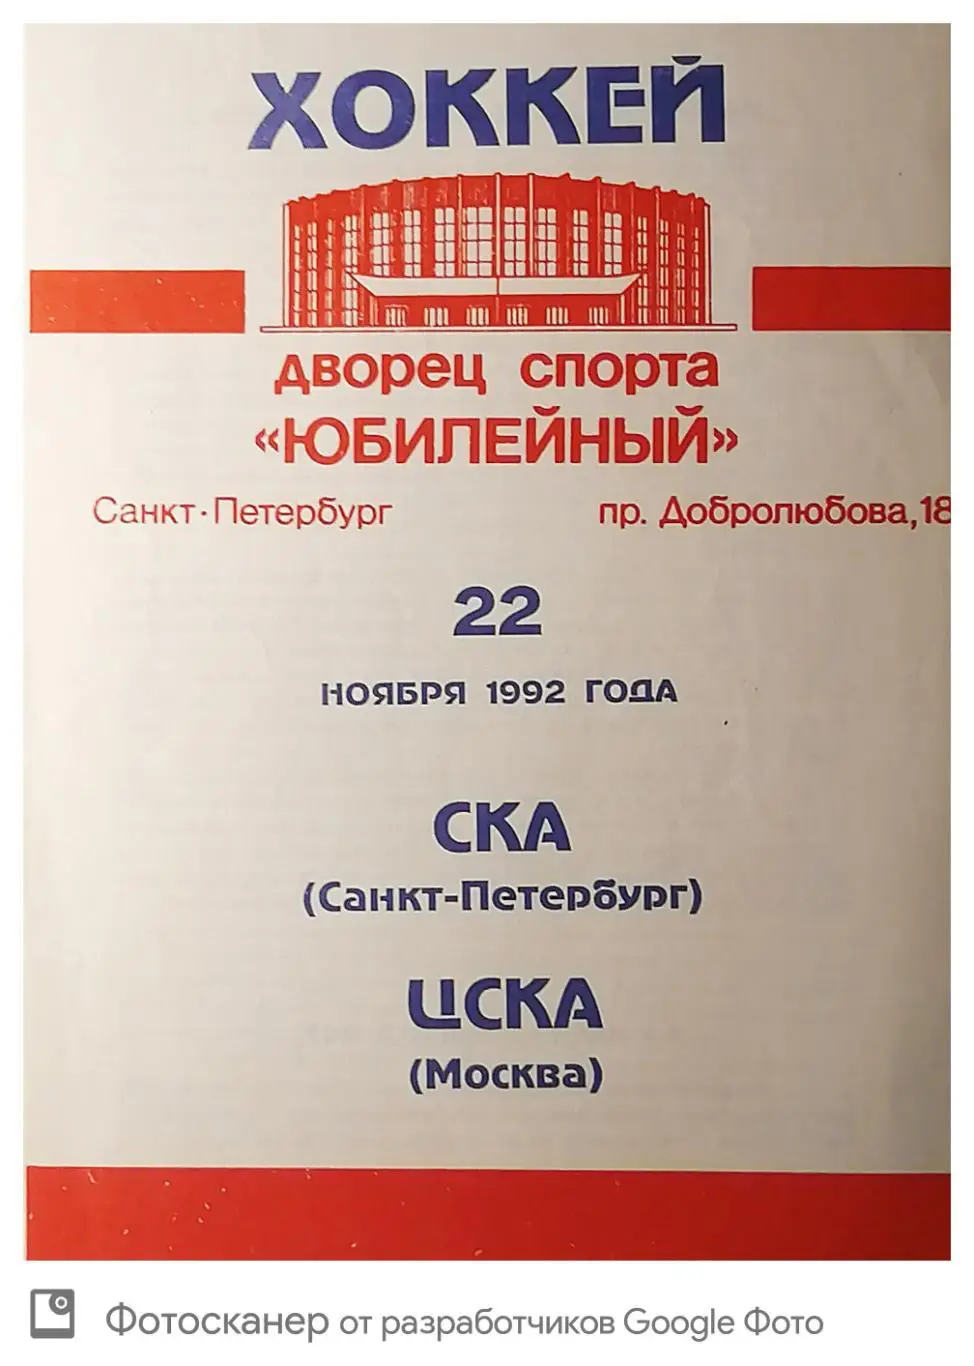 ХОККЕЙ
дворец спорта
«ЮБИЛЕЙНЫЙ»
Санкт·Петербург пр. Добролюбова,18
22
НОЯБРЯ 1992 ГОДА
СКА
(Санкт-Петербург)
ЦСКА
(Москва)
Фотосканер от разработчиков Google Фото